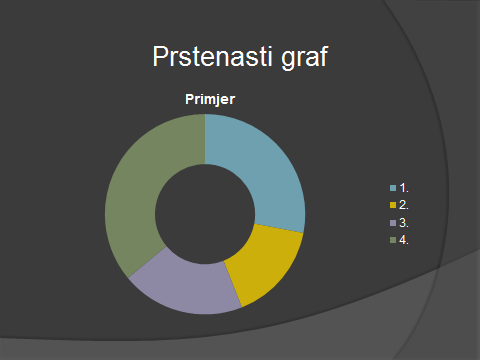 Prstenasti graf
Primjer
1.
2.
3.
4.